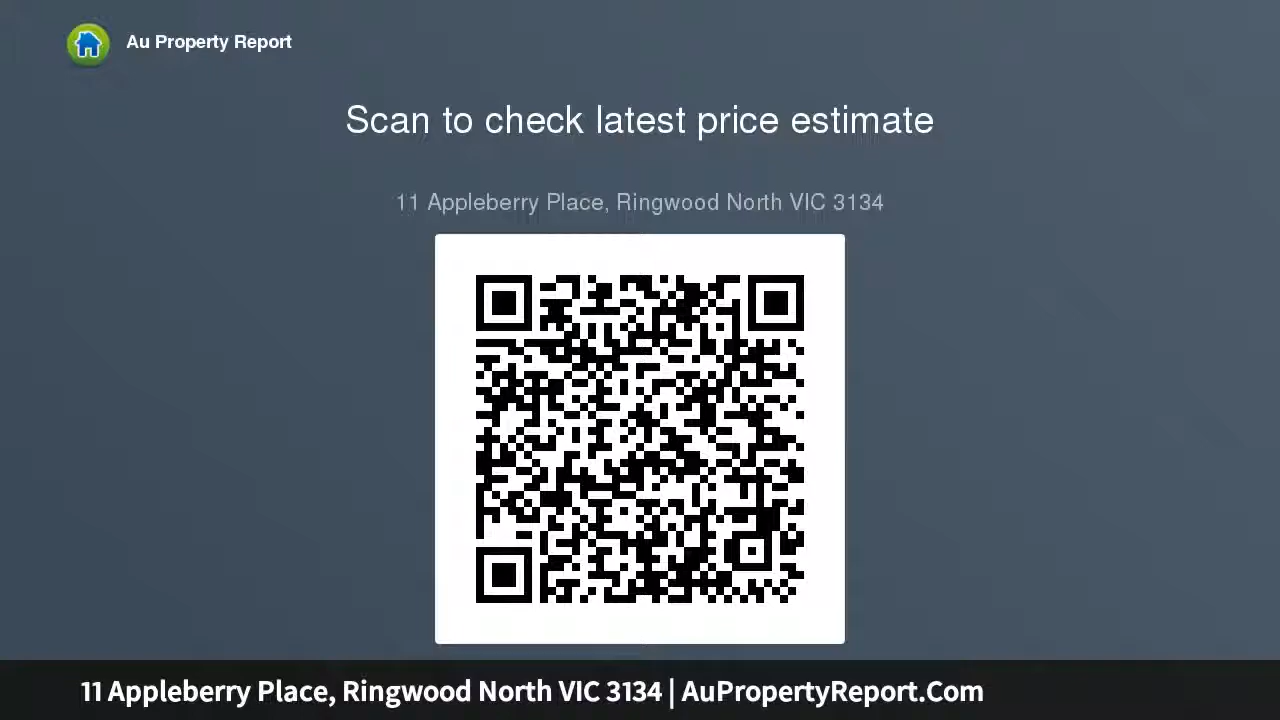 Au Property Report
Scan to check latest price estimate
11 Appleberry Place, Ringwood North VIC 3134
11 Appleberry Place, Ringwood North VIC 3134 | AuPropertyReport.Com